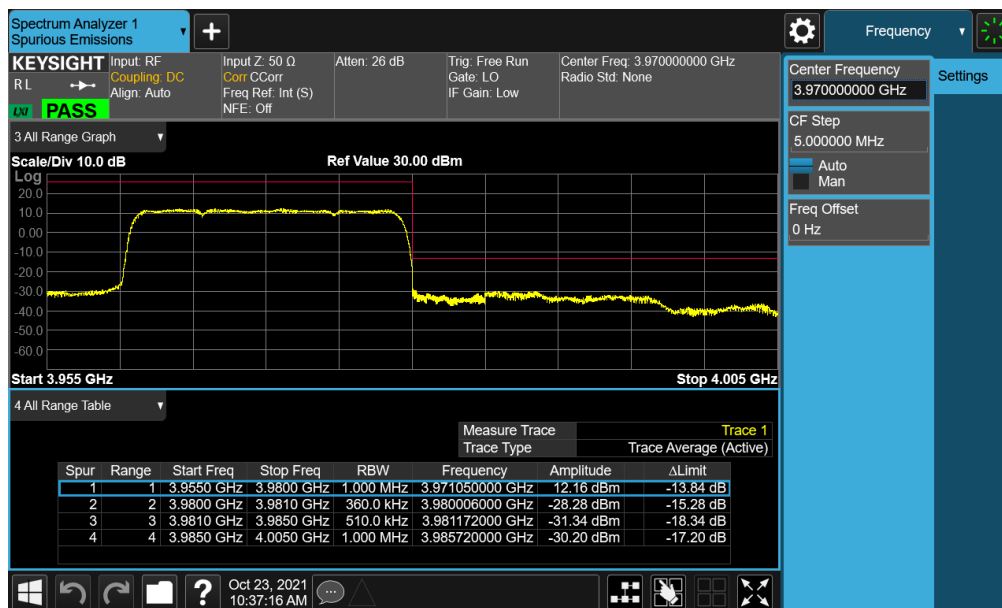 Spectrum Analyzer 1
Spurious Emissions
Frequency
KEYSIGHT Input: RF Input Z: 50 Ω Atten: 26 dB Trig: Free Run Center Freq: 3.970000000 GHz
RL Coupling: DC Corr CCorr Gate: LO Radio Std: None
Align: Auto Freq Ref: Int (S) IF Gain: Low
LXI PASS NFE: Off
Center Frequency
3.970000000 GHz
Settings
CF Step
5.000000 MHz
Auto
Man
Freq Offset
0 Hz
3 All Range Graph
Scale/Div 10.0 dB Ref Value 30.00 dBm
Log
20.0
10.0
0.00
-10.0
-20.0
-30.0
-40.0
-50.0
-60.0
Start 3.955 GHz Stop 4.005 GHz
4 All Range Table
Measure Trace Trace 1
Trace Type Trace Average (Active)
Spur Range Start Freq Stop Freq RBW Frequency Amplitude ΔLimit
1 1 3.9550 GHz 3.9800 GHz 1.000 MHz 3.971050000 GHz 12.16 dBm -13.84 dB
2 2 3.9800 GHz 3.9810 GHz 360.0 kHz 3.980006000 GHz -28.28 dBm -15.28 dB
3 3 3.9810 GHz 3.9850 GHz 510.0 kHz 3.981172000 GHz -31.34 dBm -18.34 dB
4 4 3.9850 GHz 4.0050 GHz 1.000 MHz 3.985720000 GHz -30.20 dBm -17.20 dB
Oct 23, 2021
10:37:16 AM